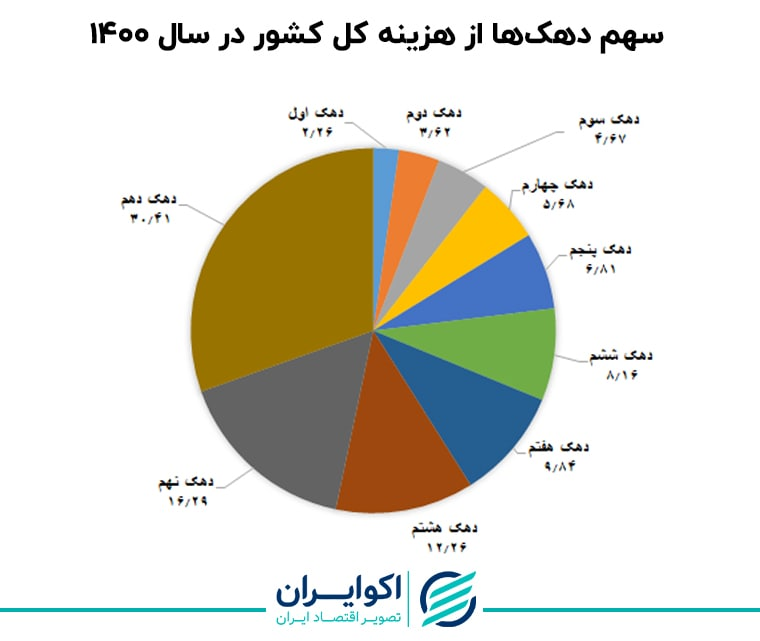 سهم دهک‌ها از هزینه کل کشور در سال ۱۴۰۰
دهک اول
۲/۲۶
دهک دوم
۳/۶۲
دهک سوم
۴/۶۷
دهک چهارم
۵/۶۸
دهک پنجم
۶/۸۱
دهک ششم
۸/۱۶
دهک هفتم
۹/۸۴
دهک هشتم
۱۲/۲۶
دهک نهم
۱۶/۲۹
دهک دهم
۳۰/۴۱
اکوایران
تصویر اقتصاد ایران